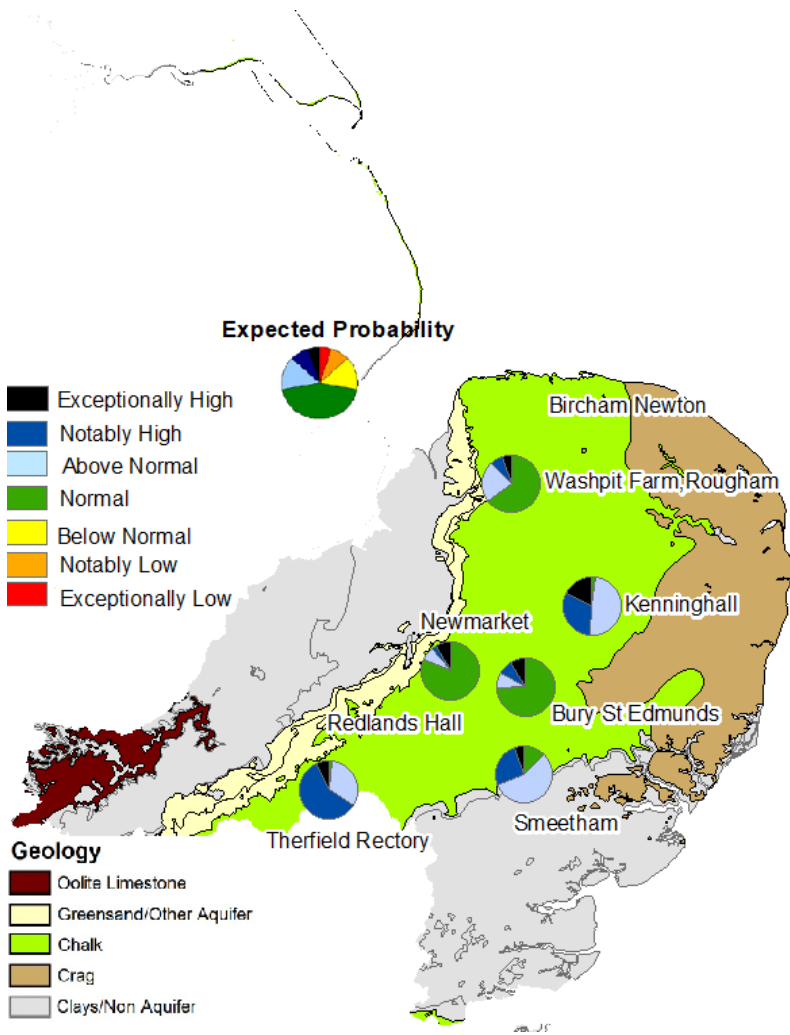 Expected Probability
Exceptionally High
Notably High
Above Normal
Normal
Below Normal
Notably Low
Exceptionally Low
Bircham Newton
Washpit Farm,Rougham
Kenninghall
Newmarket
Redlands Hall
Bury St Edmunds
Therfield Rectory
Smeetham
Geology
Oolite Limestone
Greensand/Other Aquifer
Chalk
Crag
Clays/Non Aquifer